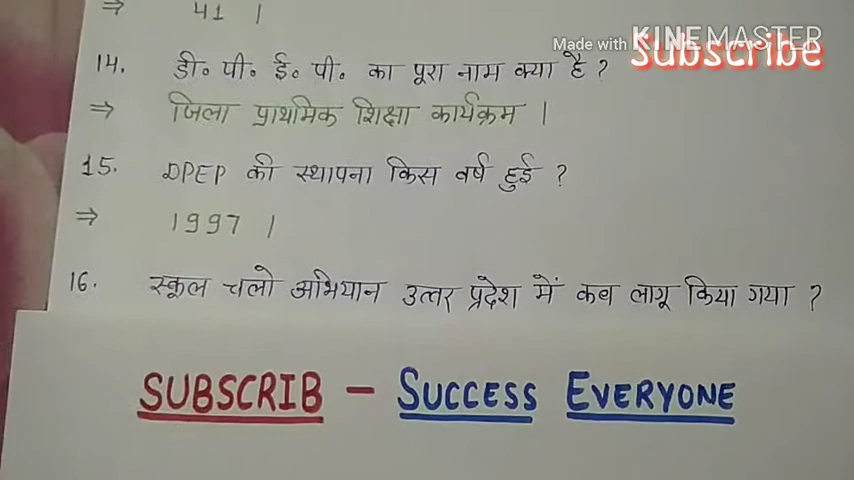 ⇒ 41 |
Made with KINEMASTER
Subscribe
14. डी॰ पी॰ ई॰ पी॰ का पूरा नाम क्या है ?
⇒ जिला प्राथमिक शिक्षा कार्यक्रम |
15. DPEP की स्थापना किस वर्ष हुई ?
⇒ 1997 |
16. स्कूल चलो अभियान उत्तर प्रदेश में कब लागू किया गया ?
SUBSCRIB – SUCCESS EVERYONE